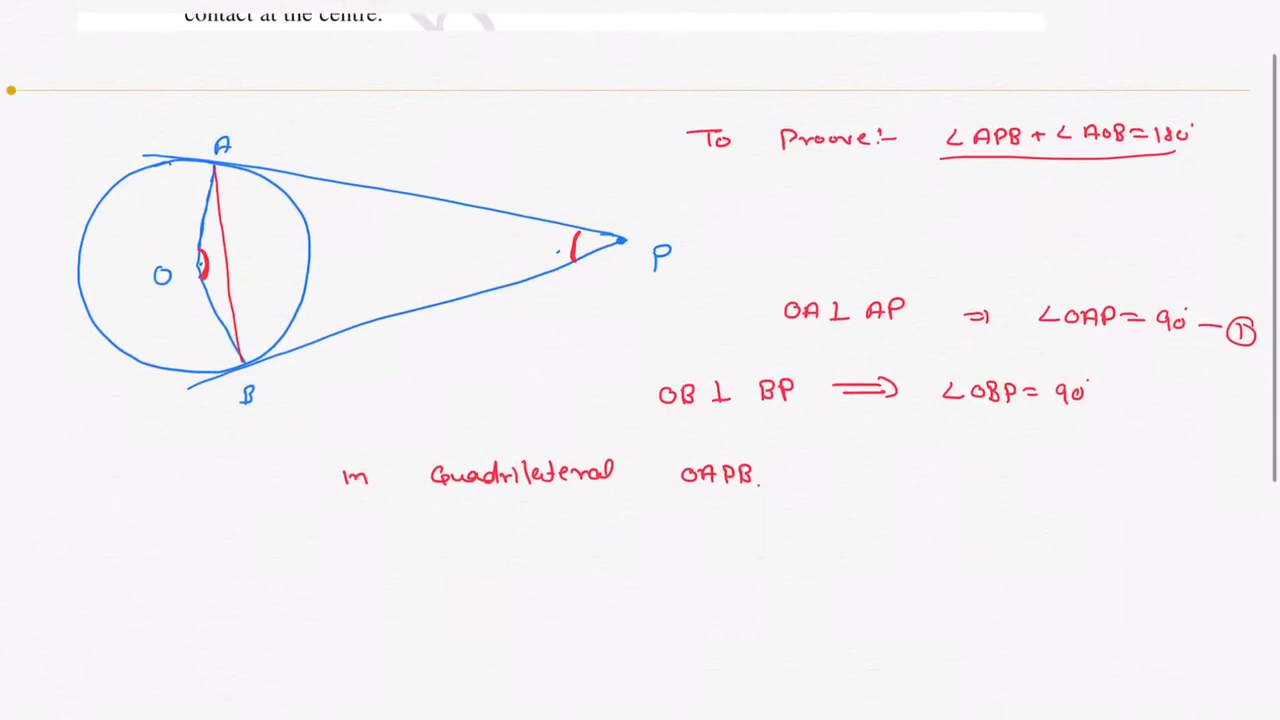 contact at the centre.
A
To Proove:- ∠APB + ∠AOB = 180°
O
P
OA ⊥ AP ⇒ ∠OAP = 90° — ①
B
OB ⊥ BP ⟹ ∠OBP = 90°
In Quadrilateral OAPB.